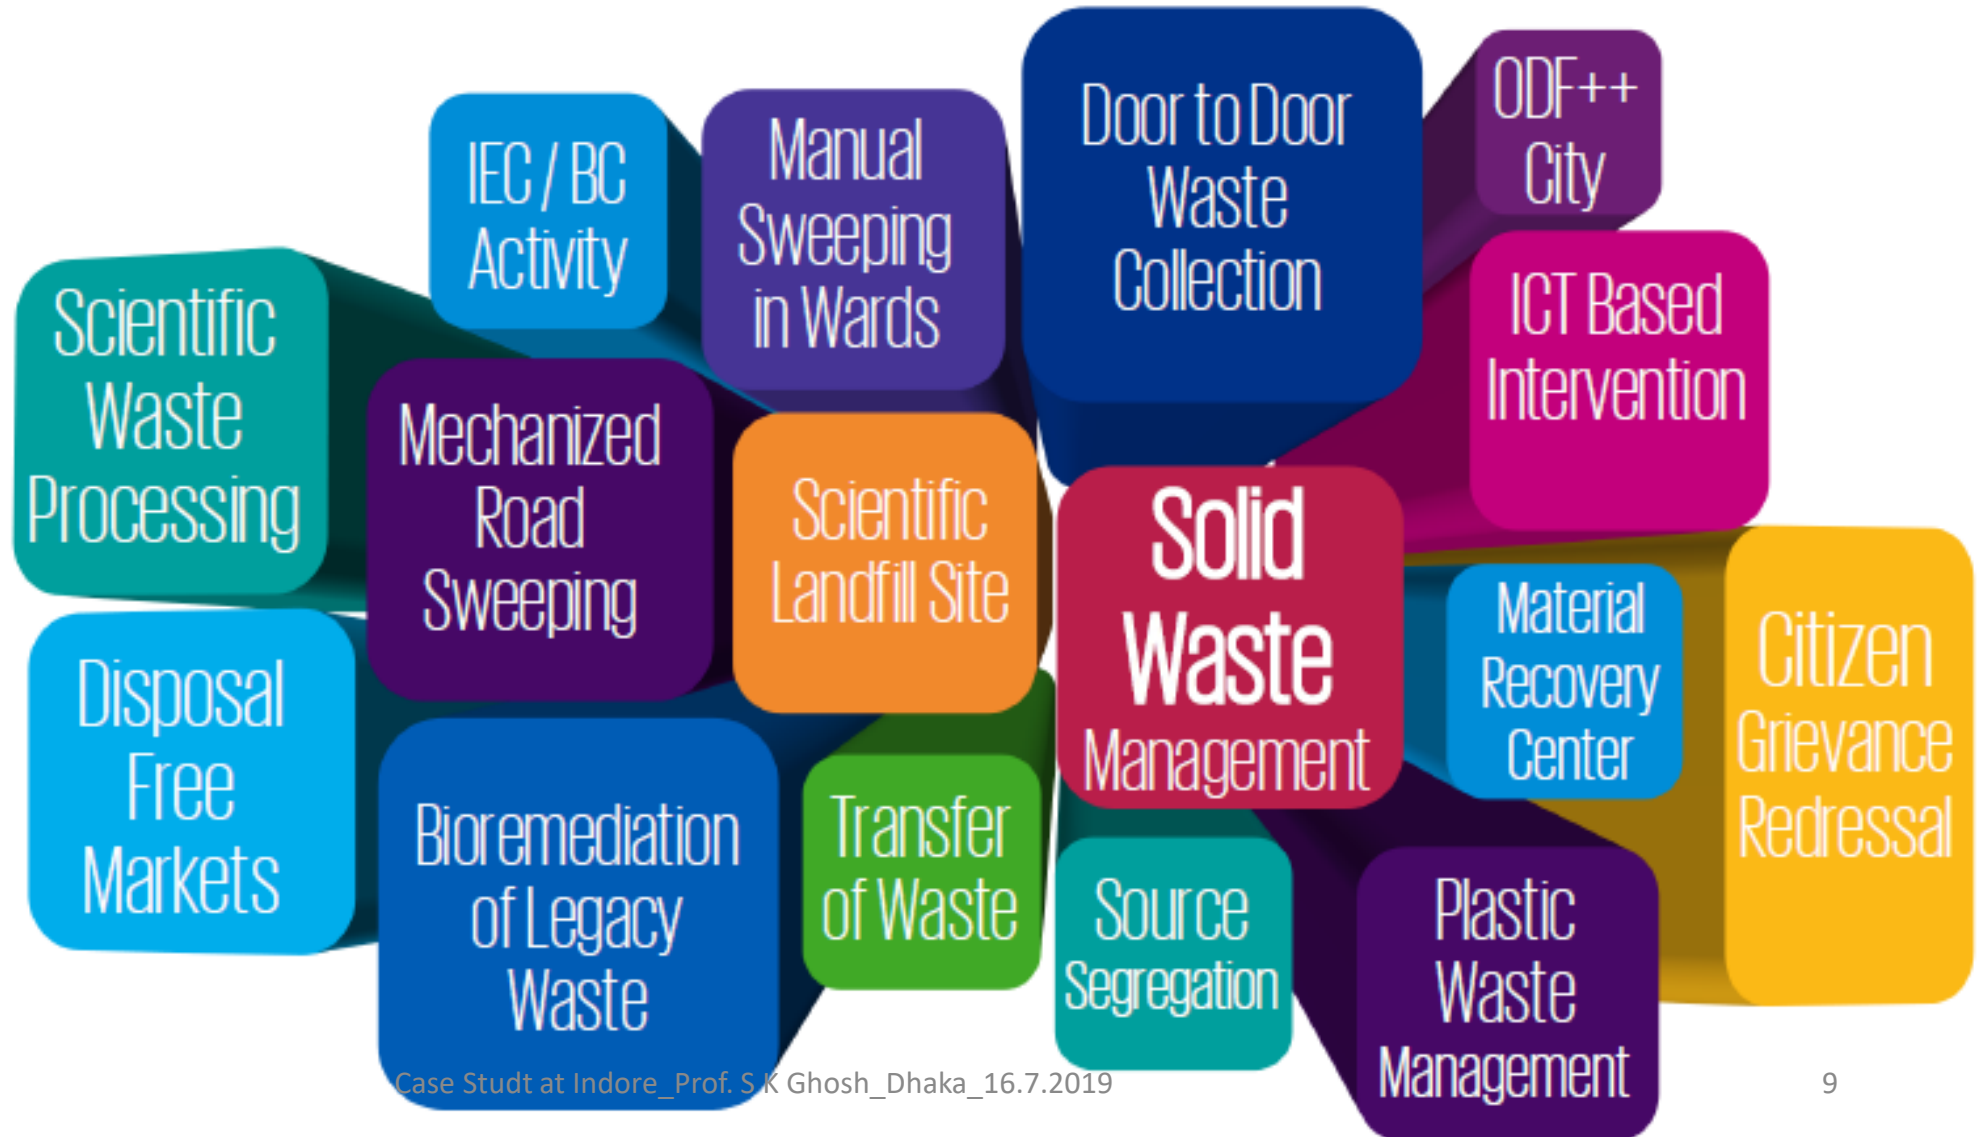 IEC / BC
Activity
Manual
Sweeping
in Wards
Door to Door
Waste
Collection
ODF++
City
Scientific
Waste
Processing
Mechanized
Road
Sweeping
Scientific
Landfill Site
Solid
Waste
Management
ICT Based
Intervention
Material
Recovery
Center
Citizen
Grievance
Redressal
Disposal
Free
Markets
Bioremediation
of Legacy
Waste
Transfer
of Waste
Source
Segregation
Plastic
Waste
Management
Case Studt at Indore_Prof. S K Ghosh_Dhaka_16.7.2019
9